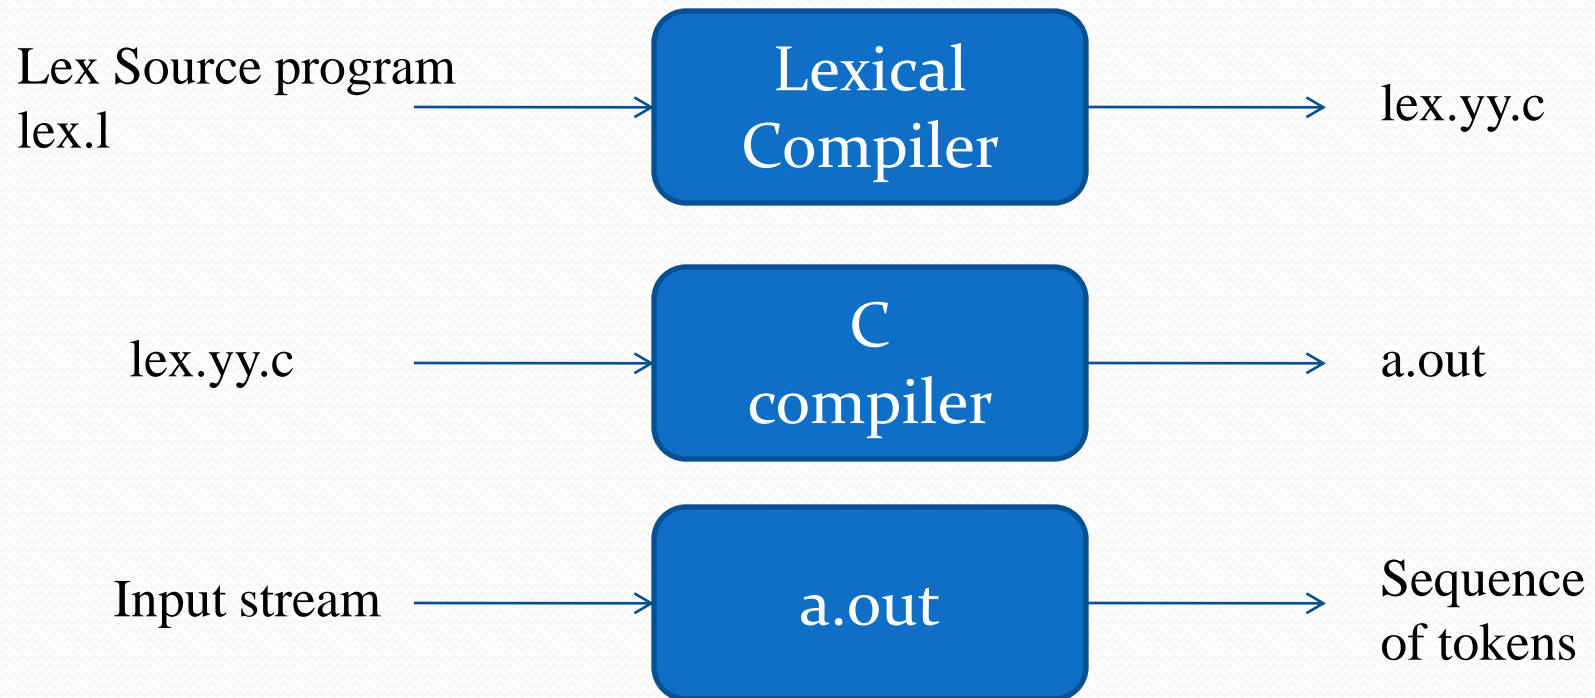 Lex Source program
lex.l
Lexical
Compiler
lex.yy.c
lex.yy.c
C
compiler
a.out
Input stream
a.out
Sequence
of tokens